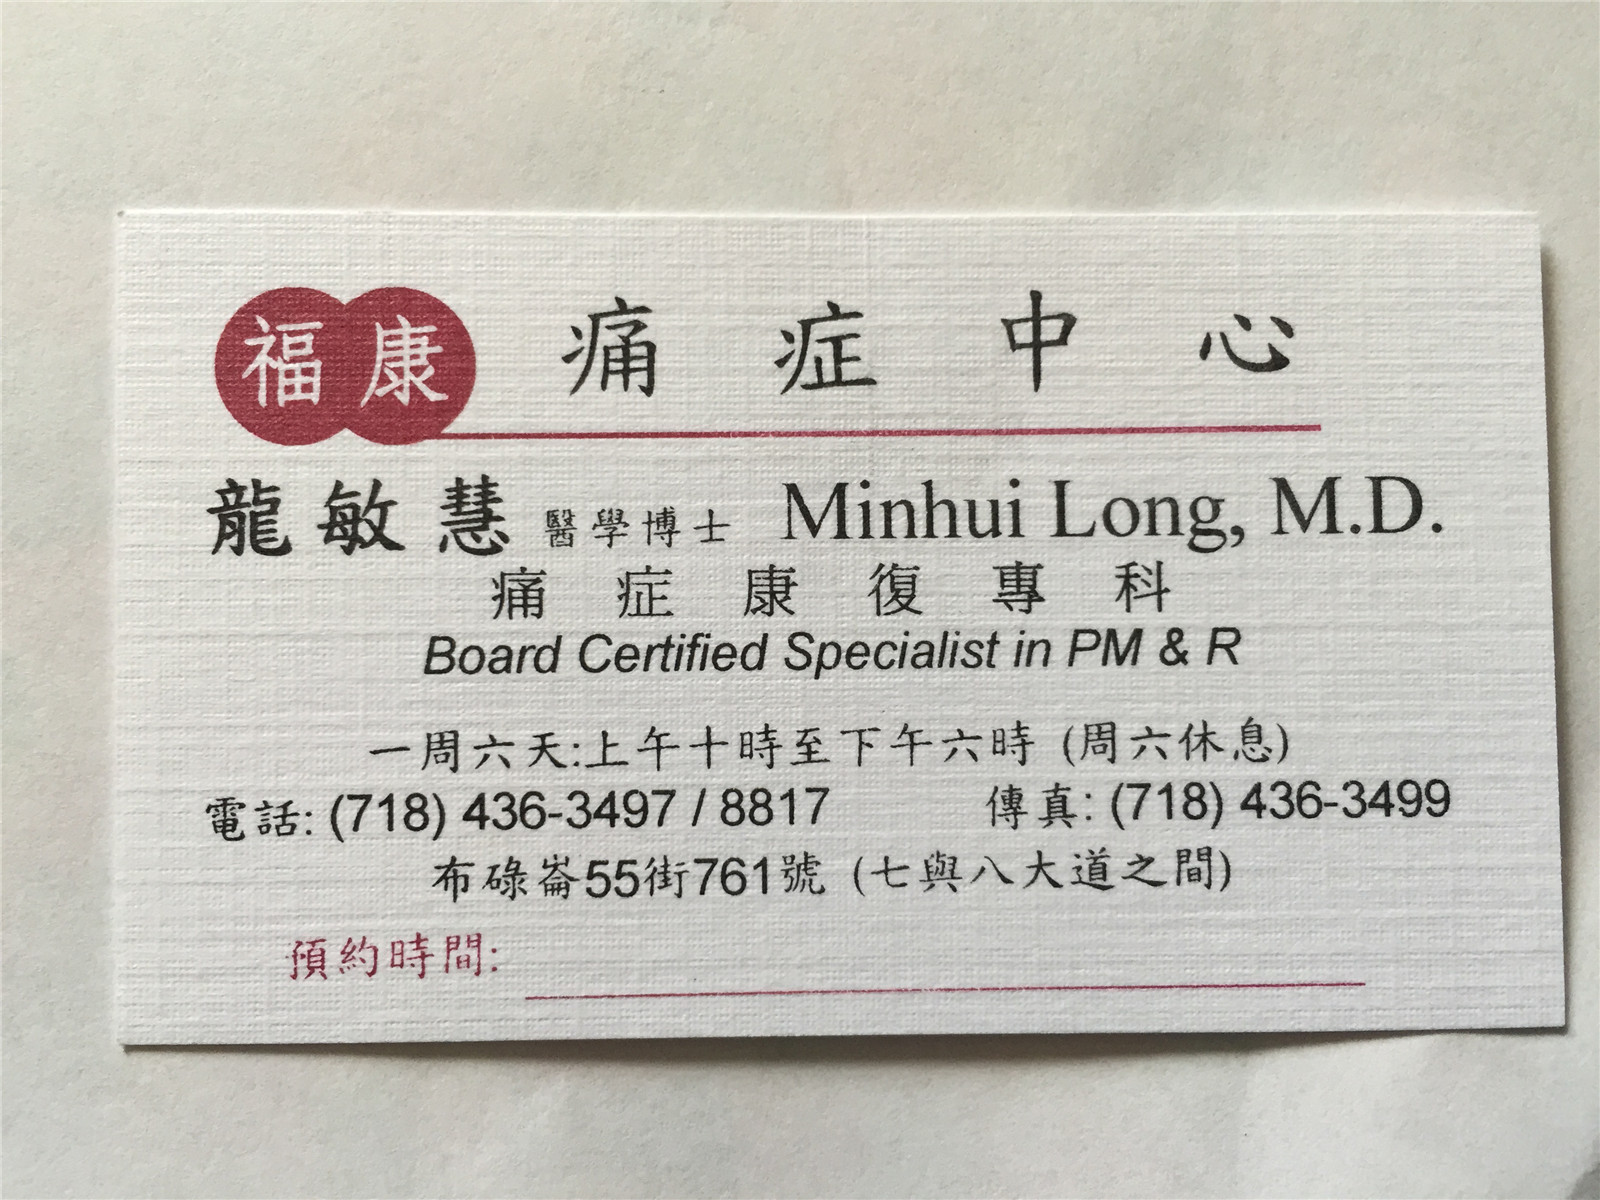 福康 痛症中心
龍敏慧 醫學博士 Minhui Long, M.D.
痛症康復專科
Board Certified Specialist in PM & R
一周六天:上午十時至下午六時 (周六休息)
電話: (718) 436-3497 / 8817 傳真: (718) 436-3499
布碌崙55街761號 (七與八大道之間)
預約時間: